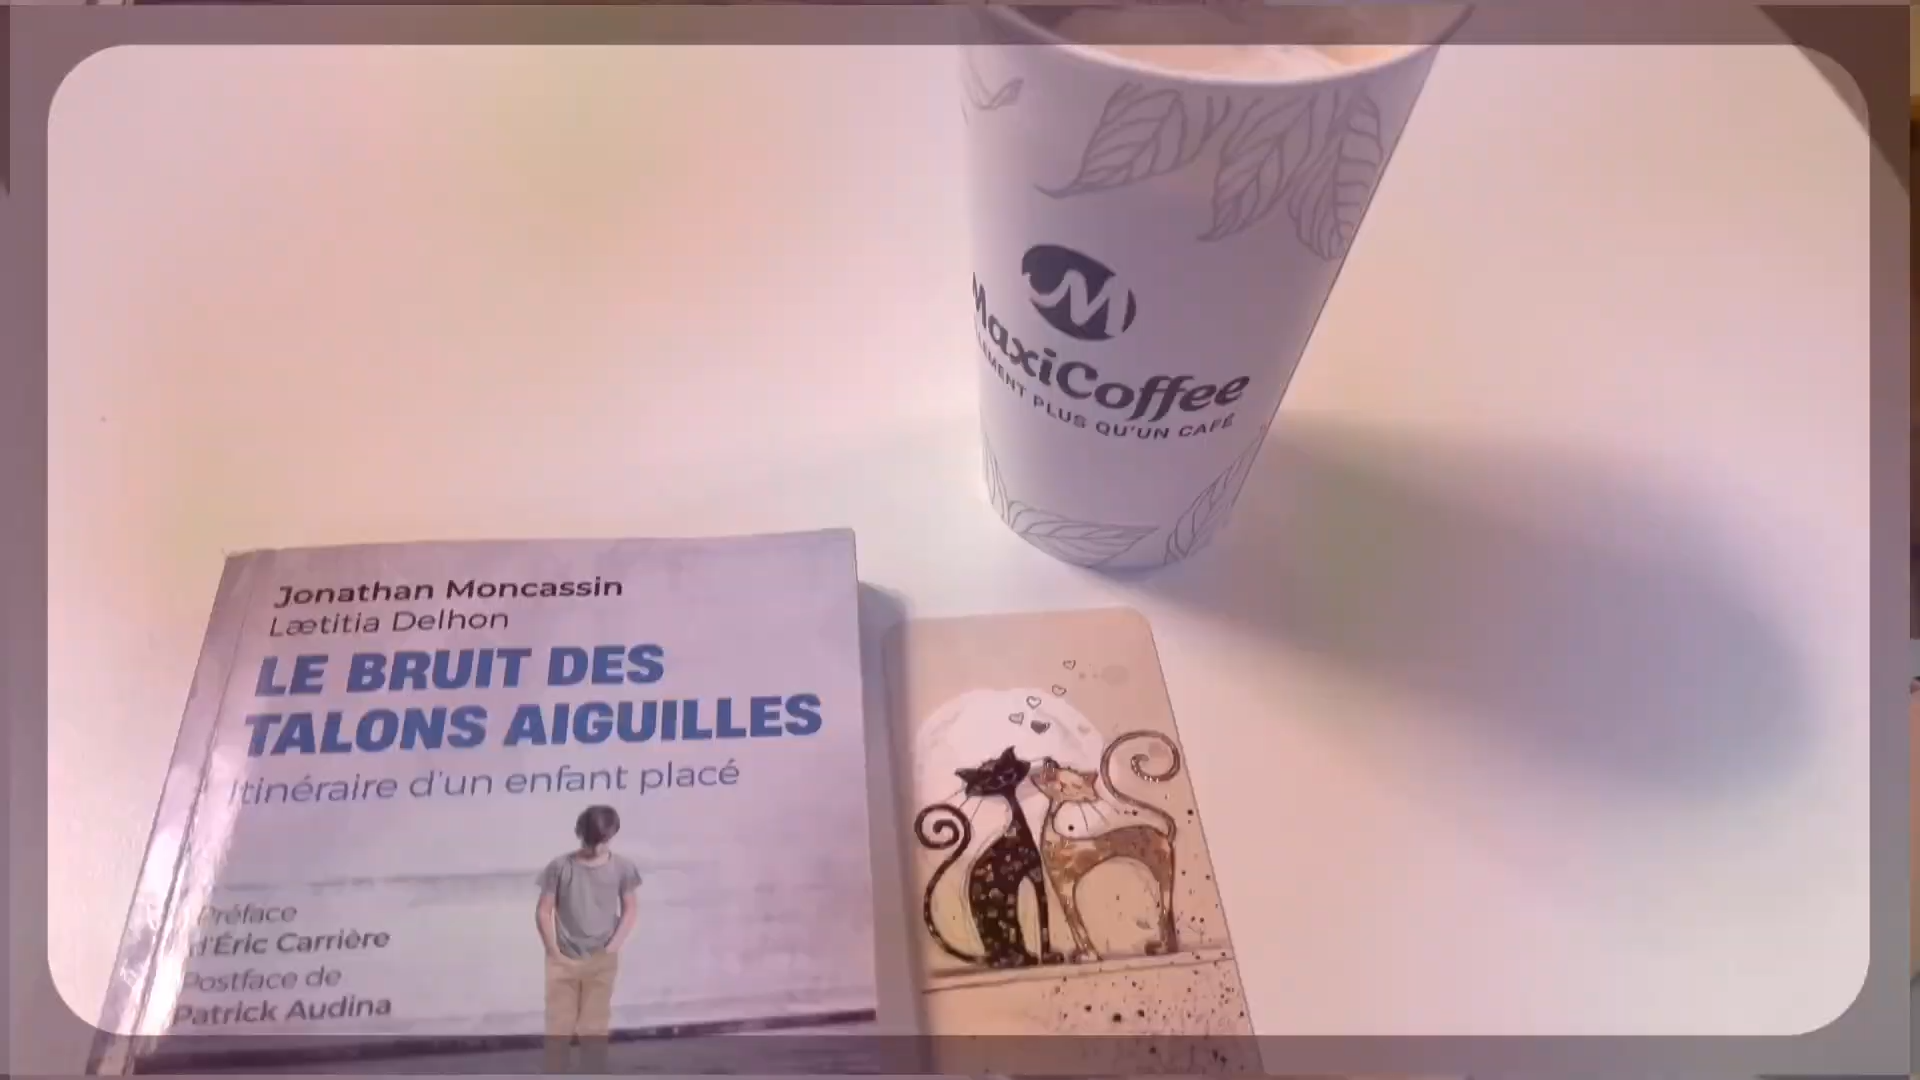 M
MaxiCoffee
PLUS QU'UN CAFÉ
Jonathan Moncassin
Lætitia Delhon
LE BRUIT DES
TALONS AIGUILLES
Itinéraire d'un enfant placé
Préface
d'Éric Carrière
Postface de
Patrick Audina